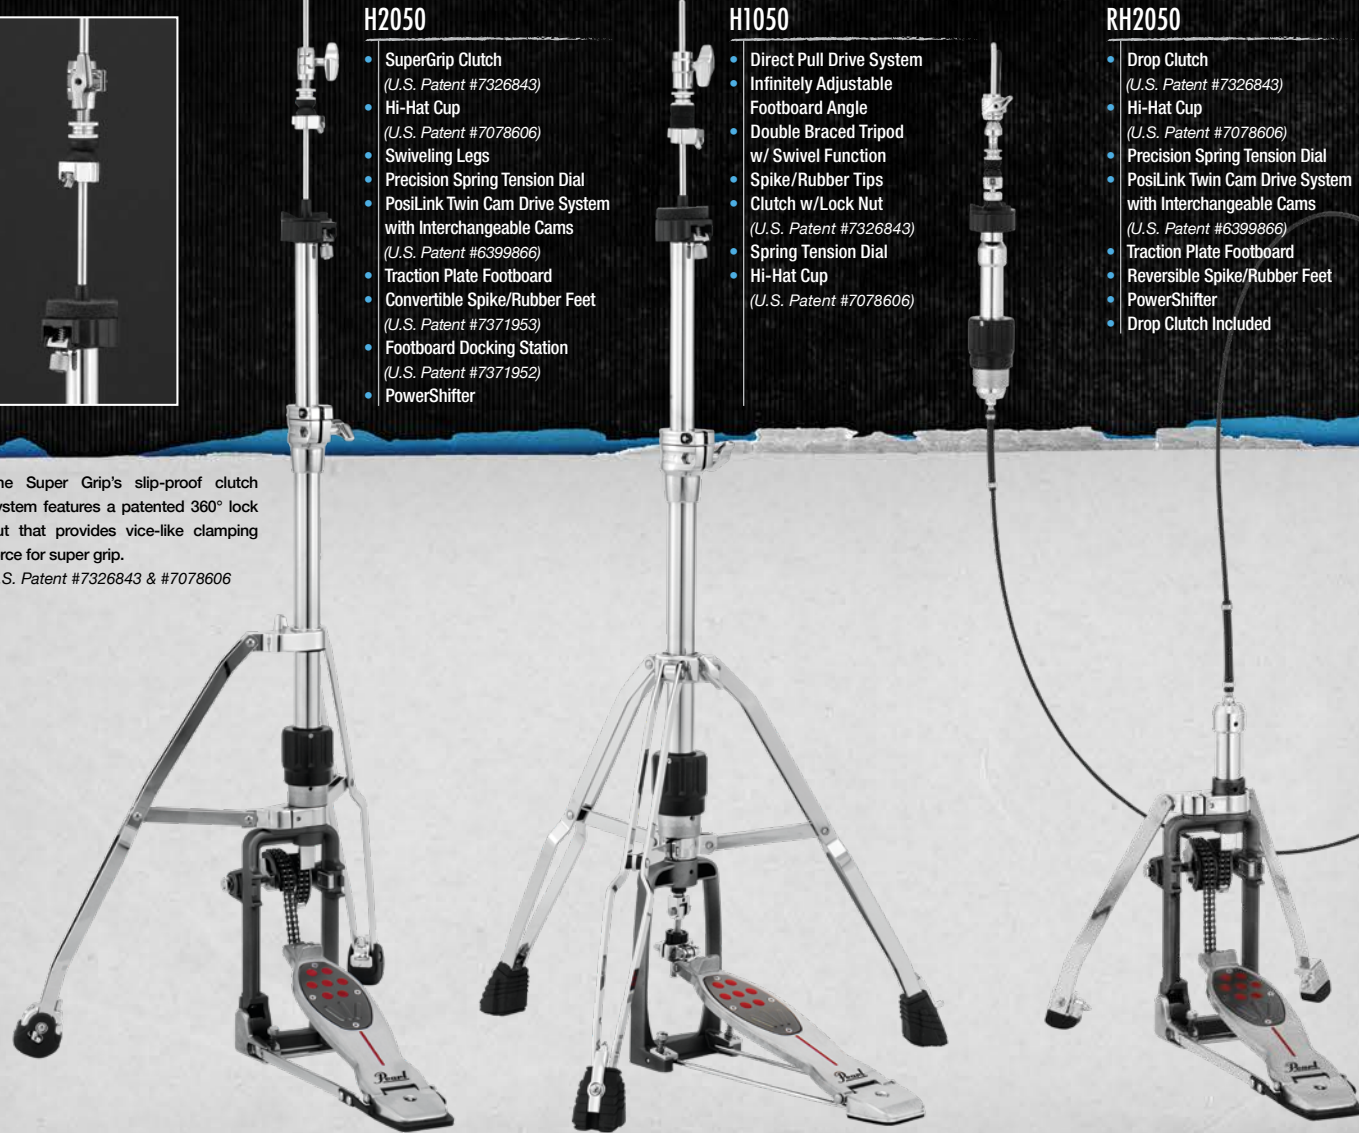 H2050
• SuperGrip Clutch
(U.S. Patent #7326843)
• Hi-Hat Cup
(U.S. Patent #7078606)
• Swiveling Legs
• Precision Spring Tension Dial
• PosiLink Twin Cam Drive System
with Interchangeable Cams
(U.S. Patent #6399866)
• Traction Plate Footboard
• Convertible Spike/Rubber Feet
(U.S. Patent #7371953)
• Footboard Docking Station
(U.S. Patent #7371952)
• PowerShifter
H1050
• Direct Pull Drive System
• Infinitely Adjustable
Footboard Angle
• Double Braced Tripod
w/ Swivel Function
• Spike/Rubber Tips
• Clutch w/Lock Nut
(U.S. Patent #7326843)
• Spring Tension Dial
• Hi-Hat Cup
(U.S. Patent #7078606)
RH2050
• Drop Clutch
(U.S. Patent #7326843)
• Hi-Hat Cup
(U.S. Patent #7078606)
• Precision Spring Tension Dial
• PosiLink Twin Cam Drive System
with Interchangeable Cams
(U.S. Patent #6399866)
• Traction Plate Footboard
• Reversible Spike/Rubber Feet
• PowerShifter
• Drop Clutch Included
Super Grip's slip-proof clutch
features a patented 360° lock
that provides vice-like clamping
for super grip.
S. Patent #7326843 & #7078606
Pearl
Pearl
Pearl